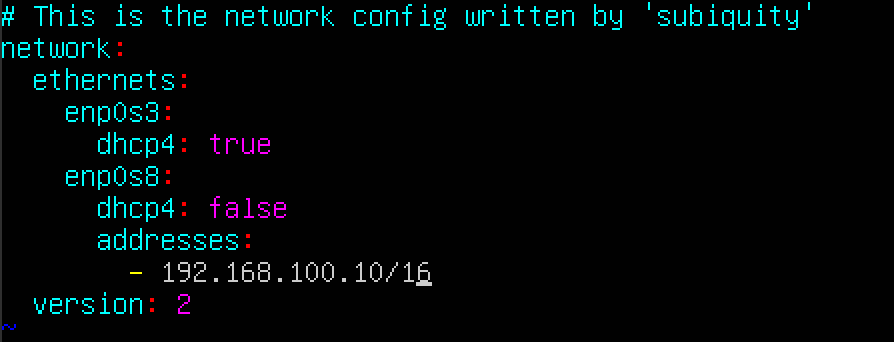 # This is the network config written by 'subiquity'
network:
  ethernets:
    enp0s3:
      dhcp4: true
    enp0s8:
      dhcp4: false
      addresses:
        - 192.168.100.10/16
  version: 2
~